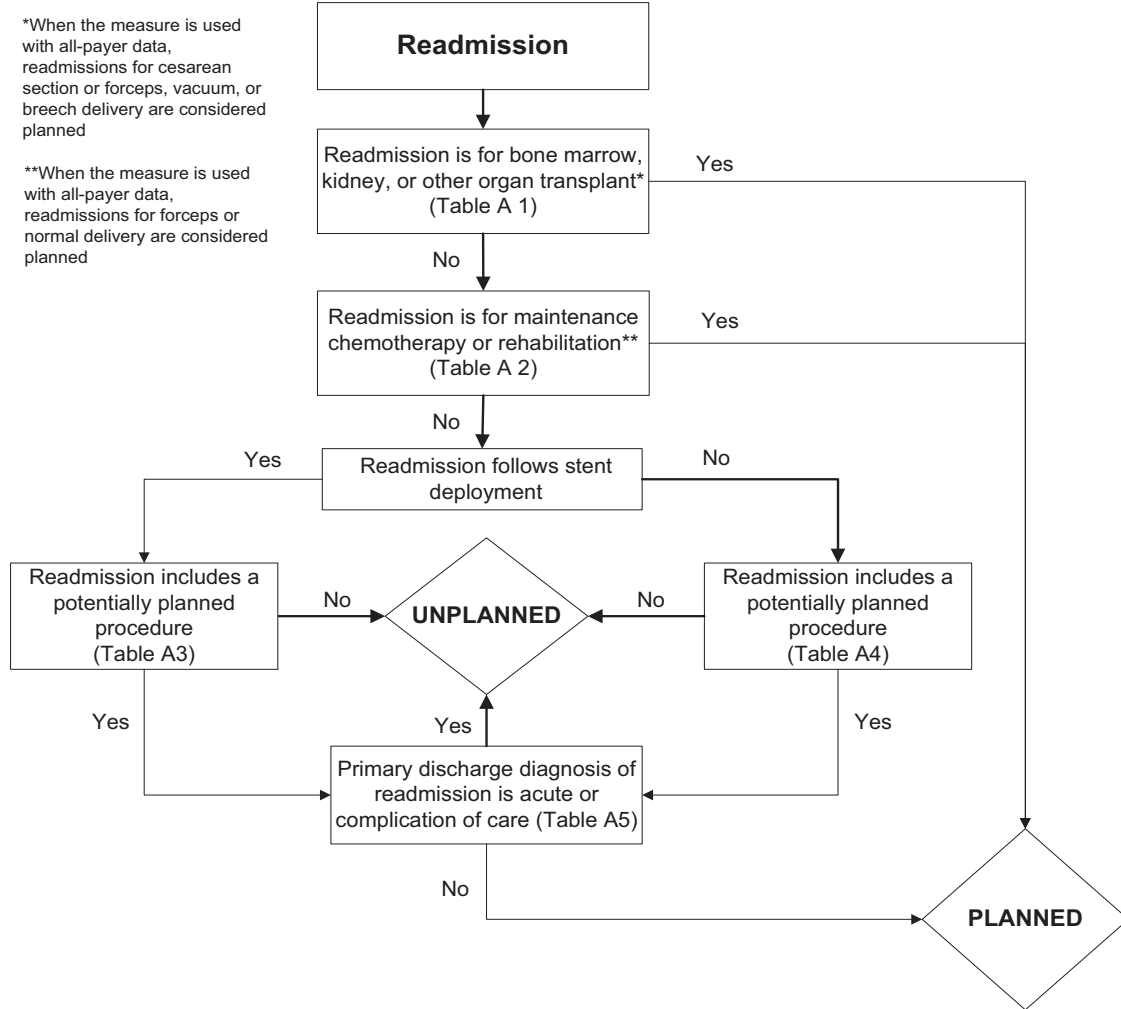 *When the measure is used
with all-payer data,
readmissions for cesarean
section or forceps, vacuum, or
breech delivery are considered
planned
**When the measure is used
with all-payer data,
readmissions for forceps or
normal delivery are considered
planned
Readmission
Readmission is for bone marrow,
kidney, or other organ transplant*
(Table A 1)
Yes
No
Readmission is for maintenance
chemotherapy or rehabilitation**
(Table A 2)
Yes
No
Readmission follows stent
deployment
Yes
No
Readmission includes a
potentially planned
procedure
(Table A3)
No
UNPLANNED
No
Readmission includes a
potentially planned
procedure
(Table A4)
Yes
Yes
Yes
Primary discharge diagnosis of
readmission is acute or
complication of care (Table A5)
No
PLANNED